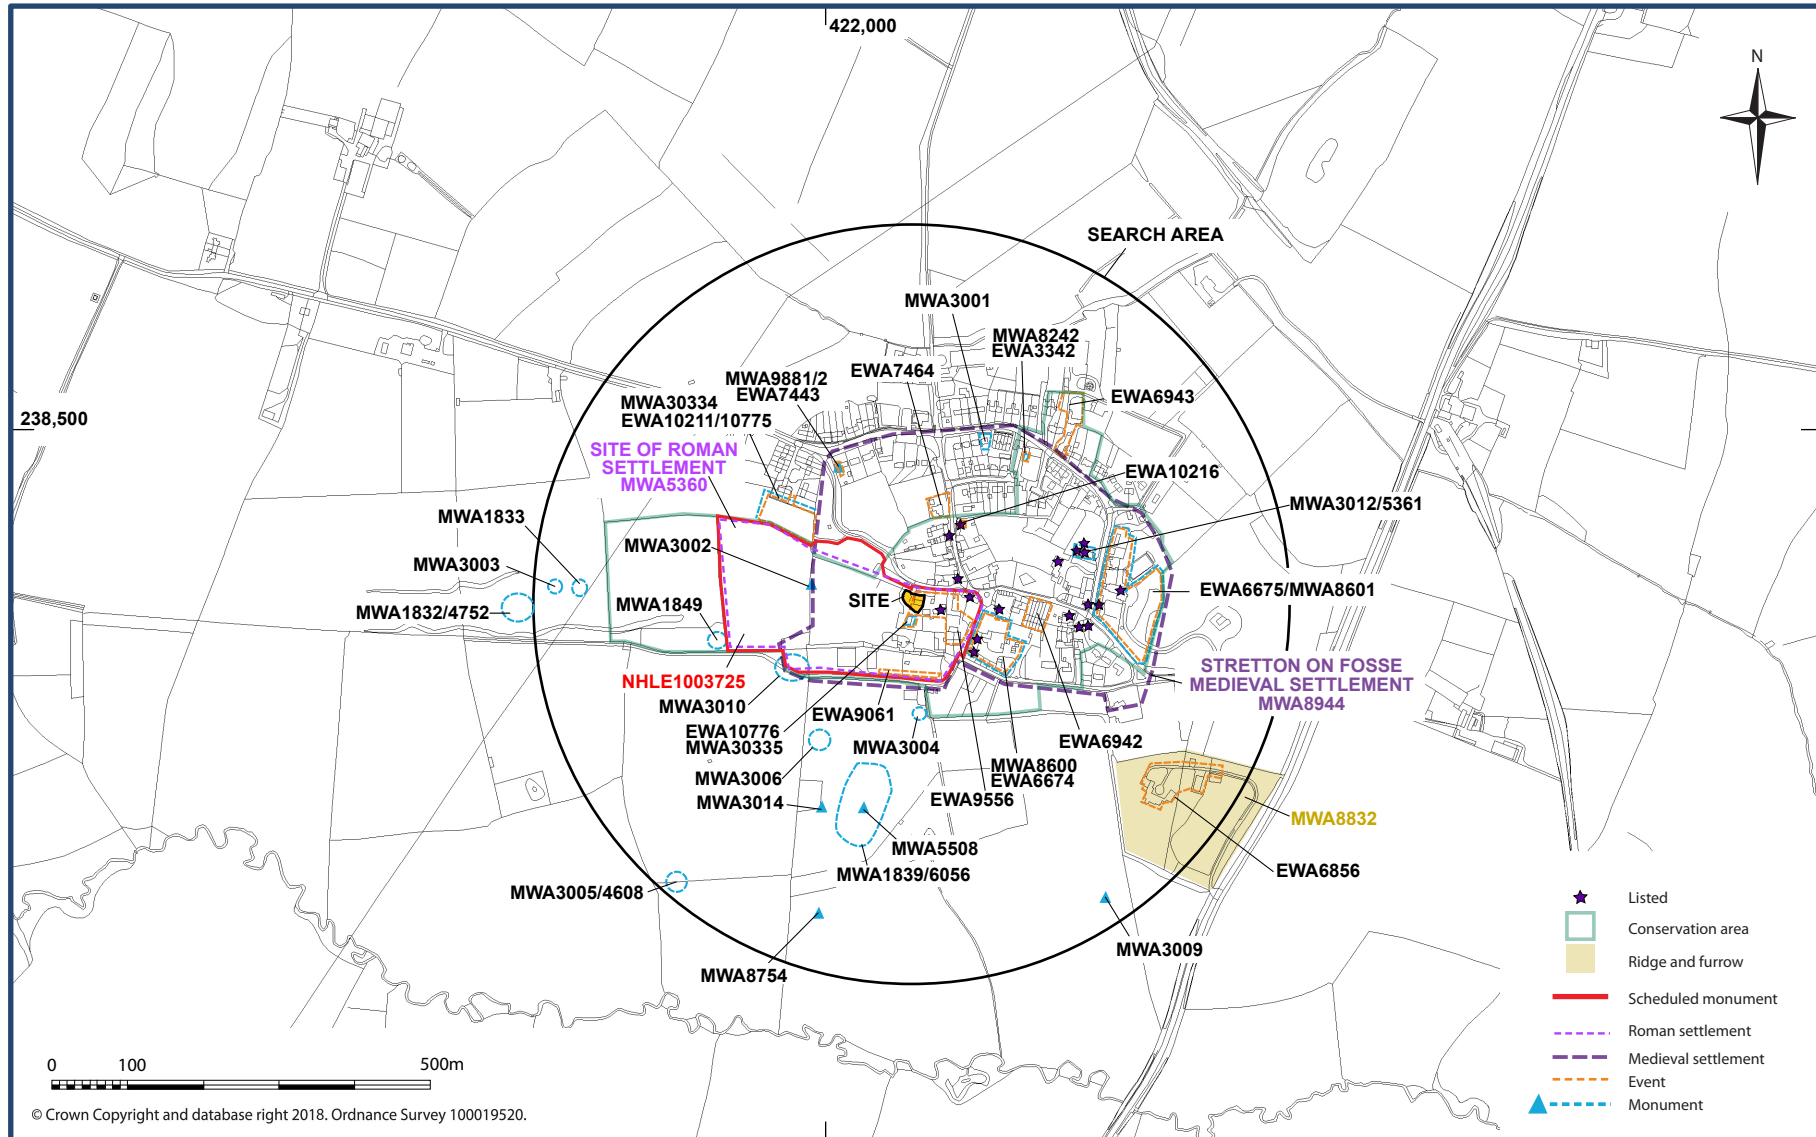 422,000
N
SEARCH AREA
MWA3001
MWA8242
EWA3342
EWA7464
MWA9881/2
EWA7443
EWA6943
MWA30334
EWA10211/10775
238,500
SITE OF ROMAN
SETTLEMENT
MWA5360
EWA10216
MWA3012/5361
MWA1833
MWA3002
MWA3003
MWA1832/4752
MWA1849
SITE
EWA6675/MWA8601
STRETTON ON FOSSE
MEDIEVAL SETTLEMENT
MWA8944
NHLE1003725
MWA3010
EWA9061
EWA10776
MWA30335
MWA3004
EWA6942
MWA3006
MWA8600
EWA6674
MWA3014
EWA9556
MWA8832
MWA5508
EWA6856
MWA1839/6056
MWA3005/4608
MWA3009
MWA8754
Listed
Conservation area
Ridge and furrow
Scheduled monument
Roman settlement
Medieval settlement
Event
Monument
0 100 500m
© Crown Copyright and database right 2018. Ordnance Survey 100019520.